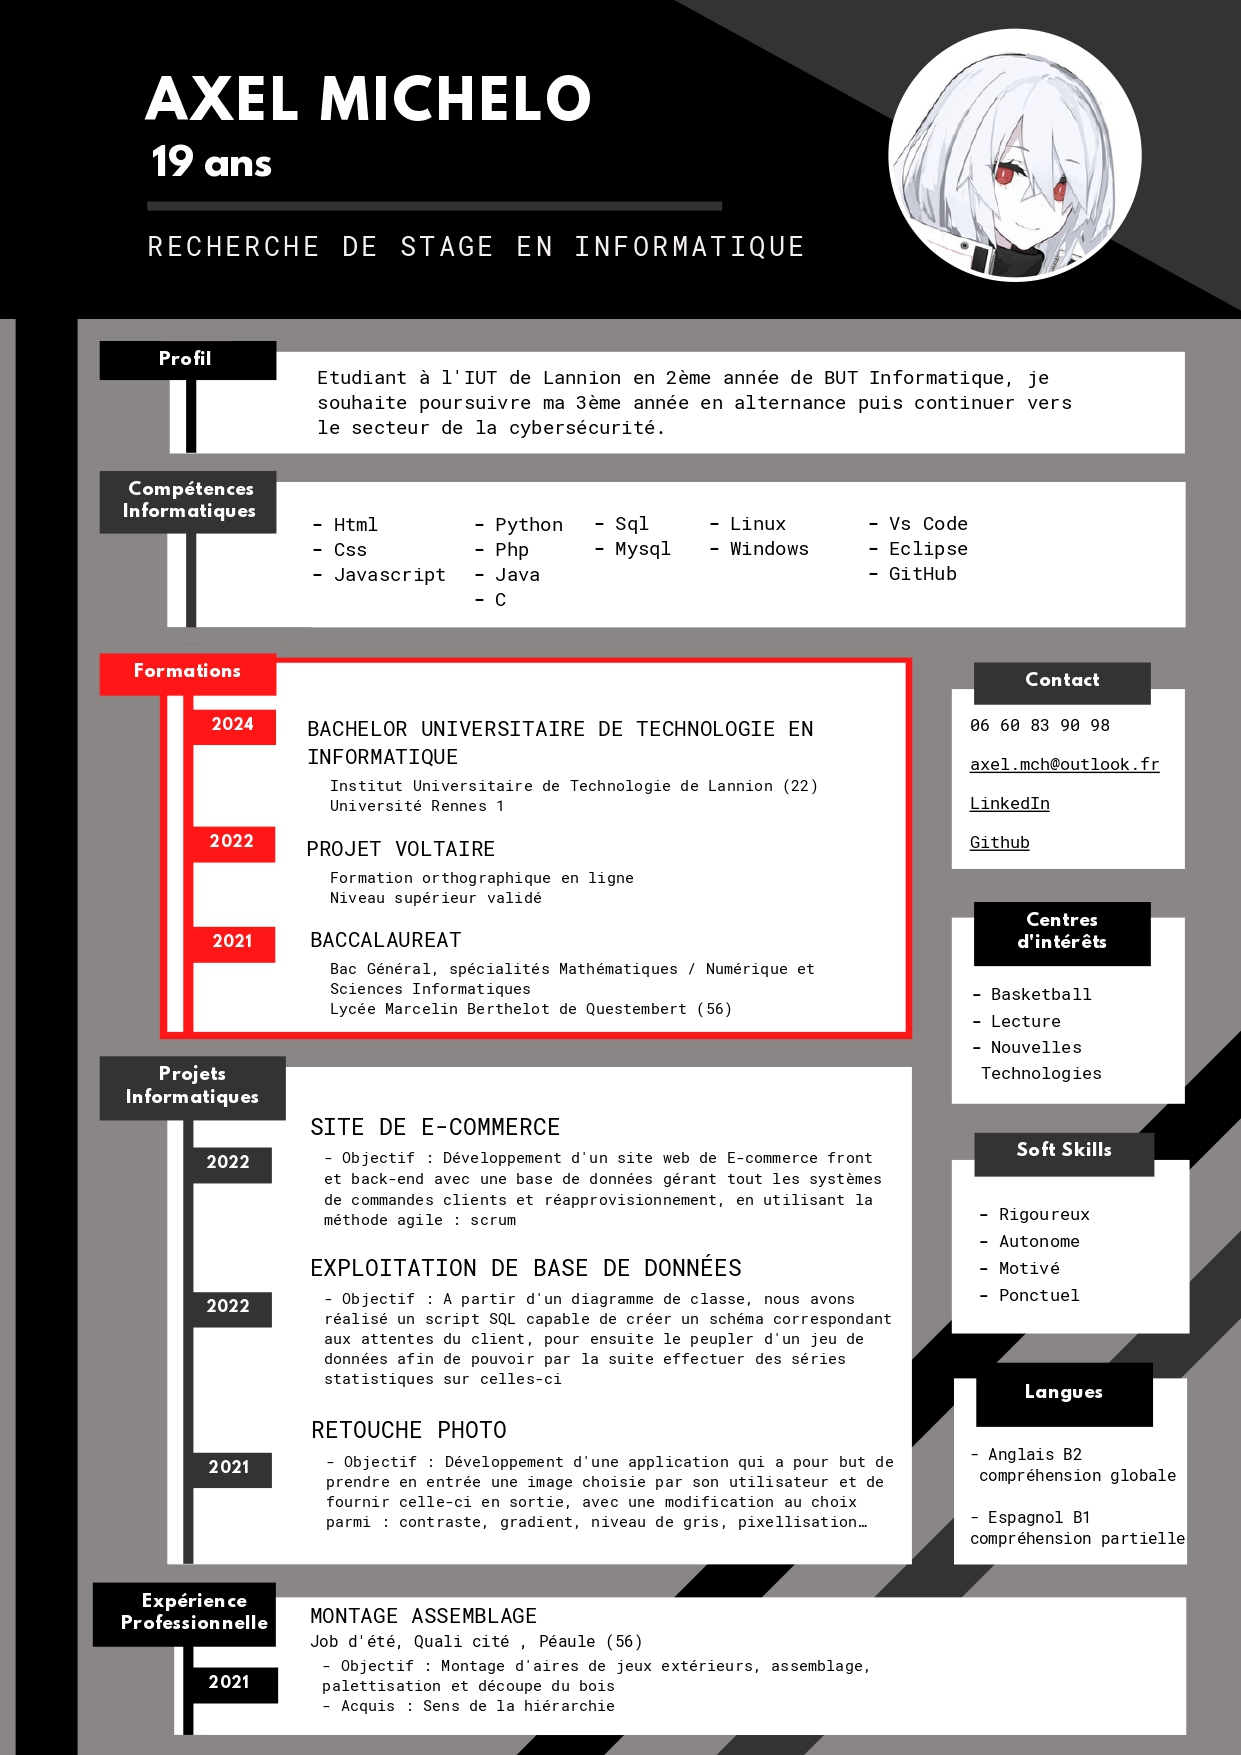 AXEL MICHELO
19 ans
RECHERCHE DE STAGE EN INFORMATIQUE
Profil
Etudiant à l'IUT de Lannion en 2ème année de BUT Informatique, je
souhaite poursuivre ma 3ème année en alternance puis continuer vers
le secteur de la cybersécurité.
Compétences
Informatiques
- Html
- Css
- Javascript
- Python
- Php
- Java
- C
- Sql
- Mysql
- Linux
- Windows
- Vs Code
- Eclipse
- GitHub
Formations
2024
BACHELOR UNIVERSITAIRE DE TECHNOLOGIE EN
INFORMATIQUE
Institut Universitaire de Technologie de Lannion (22)
Université Rennes 1
2022
PROJET VOLTAIRE
Formation orthographique en ligne
Niveau supérieur validé
2021
BACCALAUREAT
Bac Général, spécialités Mathématiques / Numérique et
Sciences Informatiques
Lycée Marcelin Berthelot de Questembert (56)
Contact
06 60 83 90 98
axel.mch@outlook.fr
LinkedIn
Github
Centres
d'intérêts
- Basketball
- Lecture
- Nouvelles
Technologies
Soft Skills
- Rigoureux
- Autonome
- Motivé
- Ponctuel
Langues
- Anglais B2
compréhension globale
- Espagnol B1
compréhension partielle
Projets
Informatiques
2022
SITE DE E-COMMERCE
- Objectif : Développement d'un site web de E-commerce front
et back-end avec une base de données gérant tout les systèmes
de commandes clients et réapprovisionnement, en utilisant la
méthode agile : scrum
2022
EXPLOITATION DE BASE DE DONNÉES
- Objectif : A partir d'un diagramme de classe, nous avons
réalisé un script SQL capable de créer un schéma correspondant
aux attentes du client, pour ensuite le peupler d'un jeu de
données afin de pouvoir par la suite effectuer des séries
statistiques sur celles-ci
2021
RETOUCHE PHOTO
- Objectif : Développement d'une application qui a pour but de
prendre en entrée une image choisie par son utilisateur et de
fournir celle-ci en sortie, avec une modification au choix
parmi : contraste, gradient, niveau de gris, pixellisation…
Expérience
Professionnelle
2021
MONTAGE ASSEMBLAGE
Job d'été, Quali cité , Péaule (56)
- Objectif : Montage d'aires de jeux extérieurs, assemblage,
palettisation et découpe du bois
- Acquis : Sens de la hiérarchie